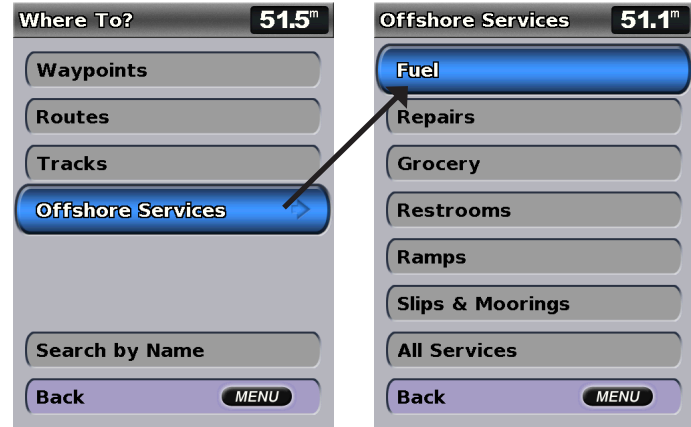 Where To? 51.5m
Waypoints
Routes
Tracks
Offshore Services
Search by Name
Back MENU
Offshore Services 51.1m
Fuel
Repairs
Grocery
Restrooms
Ramps
Slips & Moorings
All Services
Back MENU